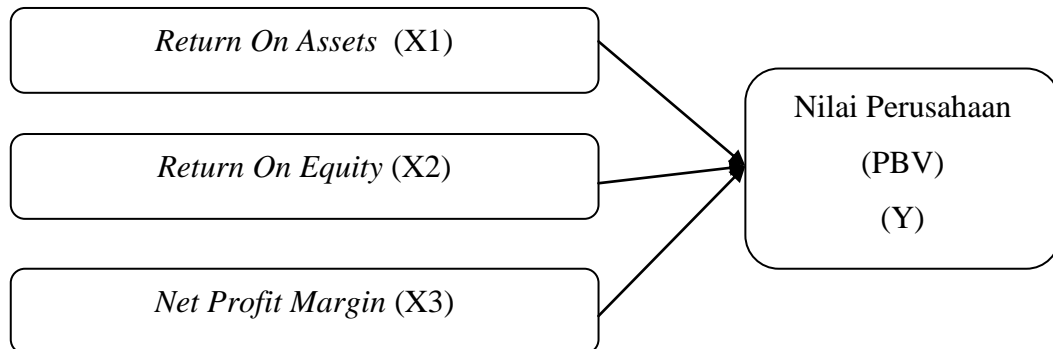 Return On Assets (X1)
Nilai Perusahaan
(PBV)
Return On Equity (X2)
(Y)
Net Profit Margin (X3)